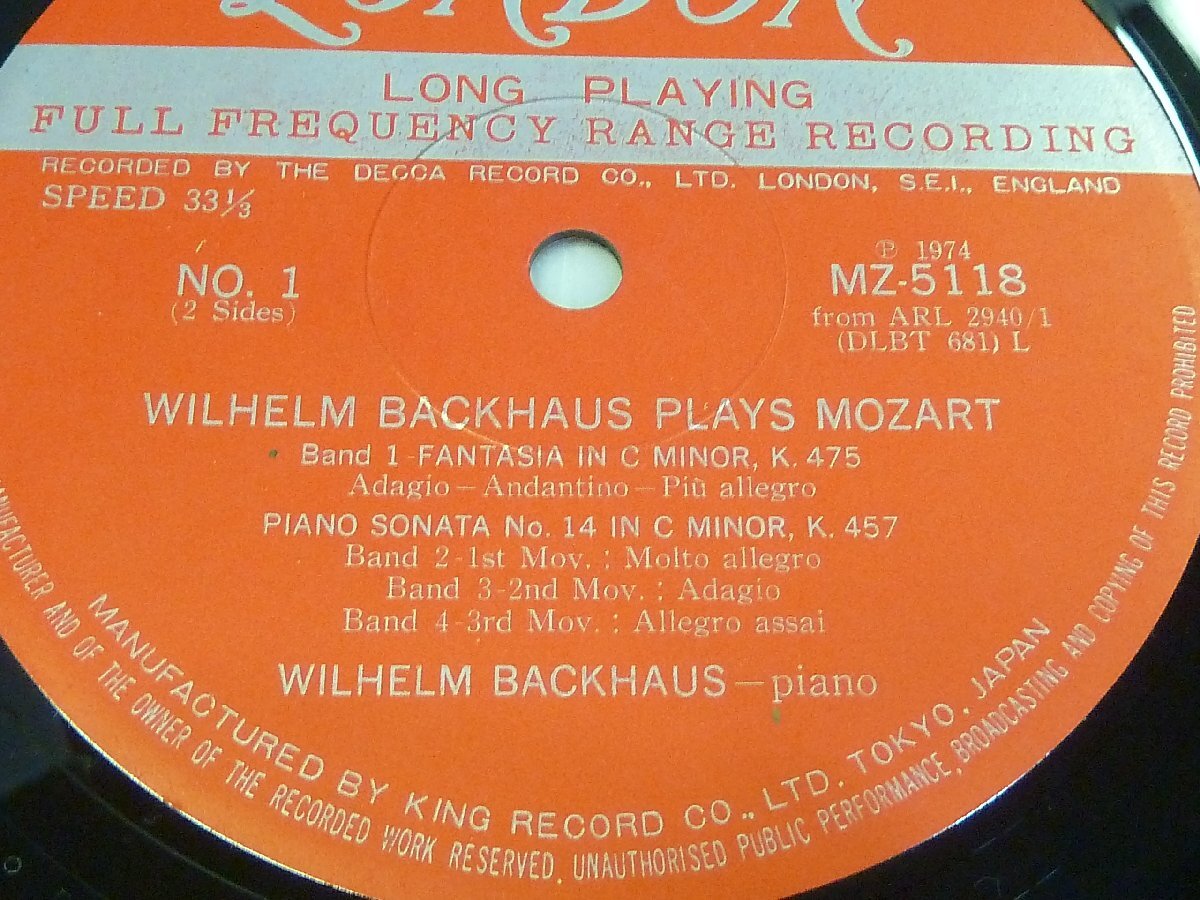 LONDON
LONG PLAYING
FULL FREQUENCY RANGE RECORDING
RECORDED BY THE DECCA RECORD CO., LTD. LONDON, S.E.I., ENGLAND
SPEED 33⅓
NO. 1
(2 Sides)
Ⓟ 1974
MZ-5118
from ARL 2940/1
(DLBT 681) L
WILHELM BACKHAUS PLAYS MOZART
Band 1-FANTASIA IN C MINOR, K. 475
Adagio—Andantino—Più allegro
PIANO SONATA No. 14 IN C MINOR, K. 457
Band 2-1st Mov. : Molto allegro
Band 3-2nd Mov. : Adagio
Band 4-3rd Mov. : Allegro assai
WILHELM BACKHAUS—piano
MANUFACTURED BY KING RECORD CO., LTD. TOKYO, JAPAN
MANUFACTURER AND OF THE OWNER OF THE RECORDED WORK RESERVED. UNAUTHORISED PUBLIC PERFORMANCE, BROADCASTING AND COPYING OF THIS RECORD PROHIBITED